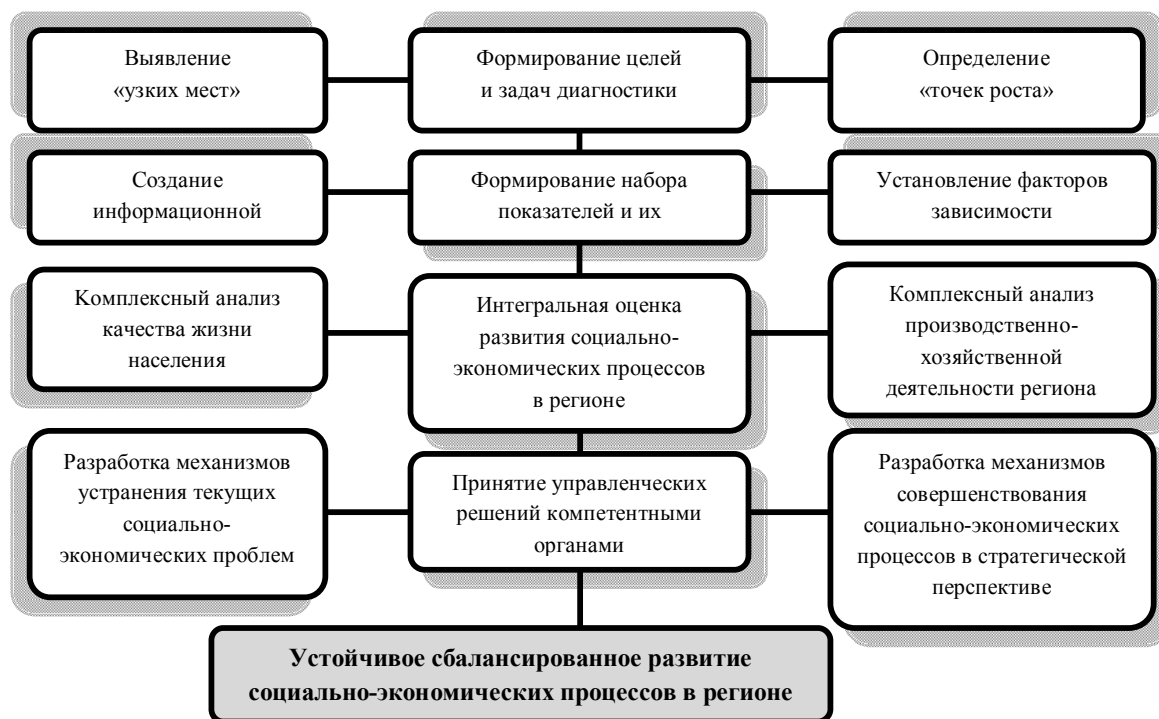 Выявление
«узких мест»
Формирование целей
и задач диагностики
Определение
«точек роста»
Создание
информационной
Формирование набора
показателей и их
Установление факторов
зависимости
Комплексный анализ
качества жизни
населения
Интегральная оценка
развития социально-
экономических процессов
в регионе
Комплексный анализ
производственно-
хозяйственной
деятельности региона
Разработка механизмов
устранения текущих
социально-
экономических проблем
Принятие управленческих
решений компетентными
органами
Разработка механизмов
совершенствования
социально-экономических
процессов в стратегической
перспективе
Устойчивое сбалансированное развитие
социально-экономических процессов в регионе